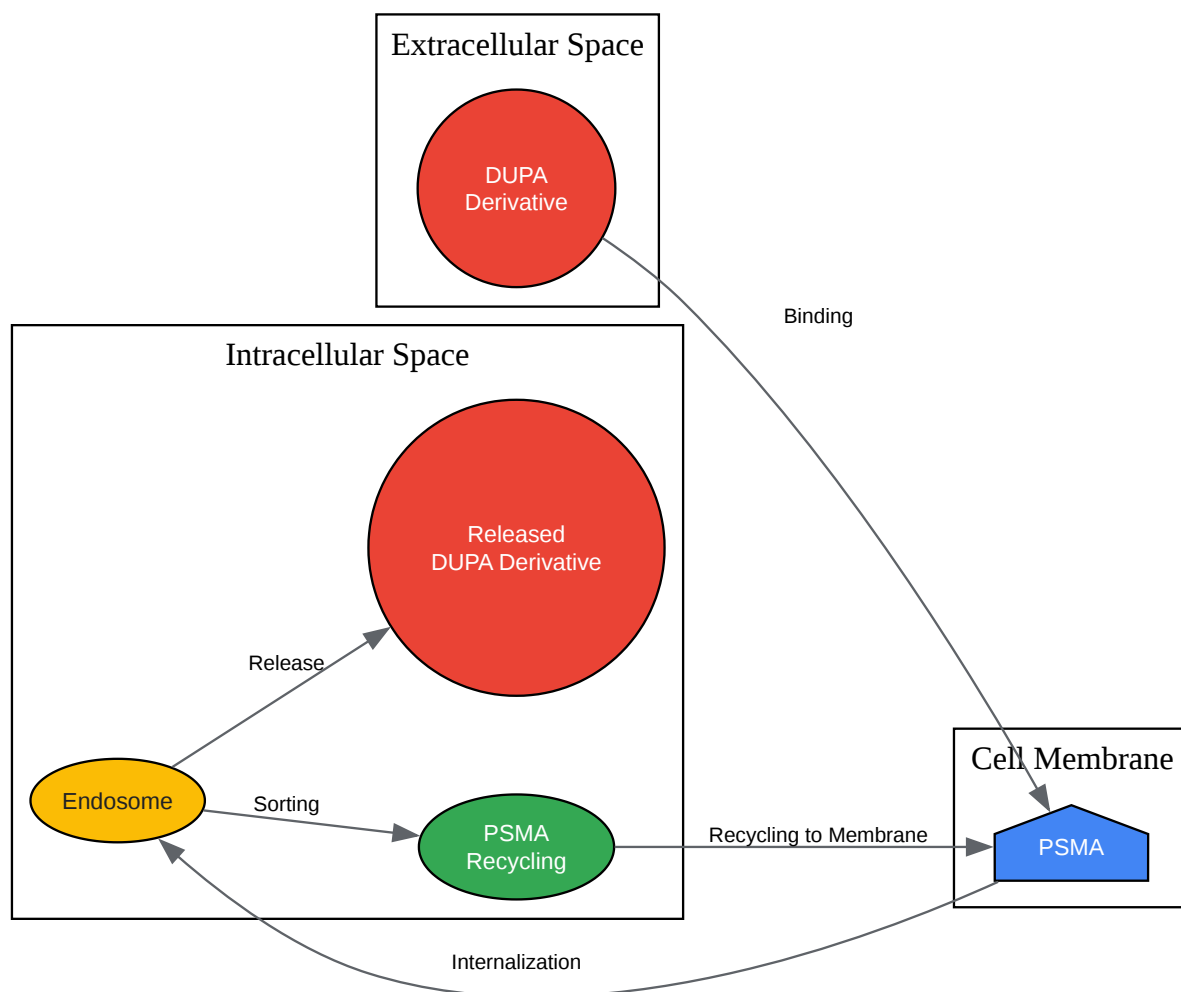 Extracellular Space
DUPA
Derivative
Binding
Intracellular Space
Released
DUPA Derivative
Release
Endosome
Sorting
PSMA
Recycling
Recycling to Membrane
Cell Membrane
PSMA
Internalization